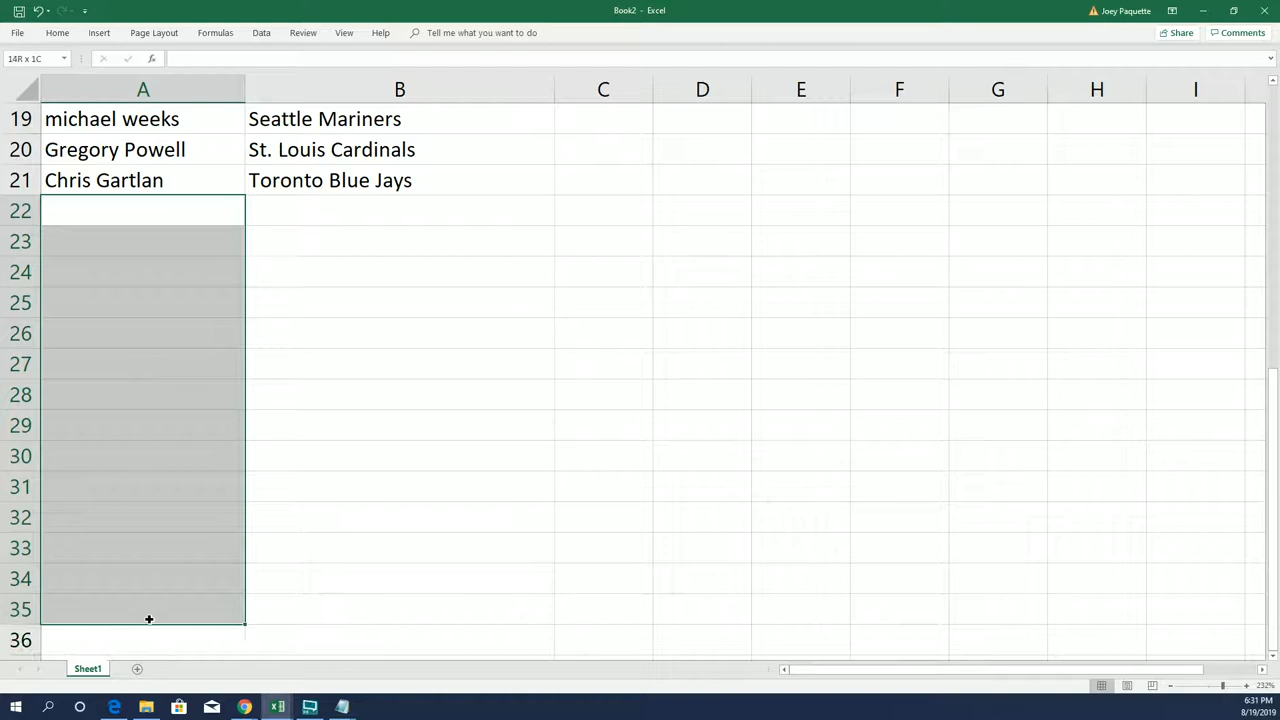 Book2 - Excel
Joey Paquette
File Home Insert Page Layout Formulas Data Review View Help Tell me what you want to do
Share Comments
14R x 1C fx
A B C D E F G H I
19 michael weeks Seattle Mariners
20 Gregory Powell St. Louis Cardinals
21 Chris Gartlan Toronto Blue Jays
22
23
24
25
26
27
28
29
30
31
32
33
34
35
36
Sheet1
232%
6:31 PM
8/19/2019